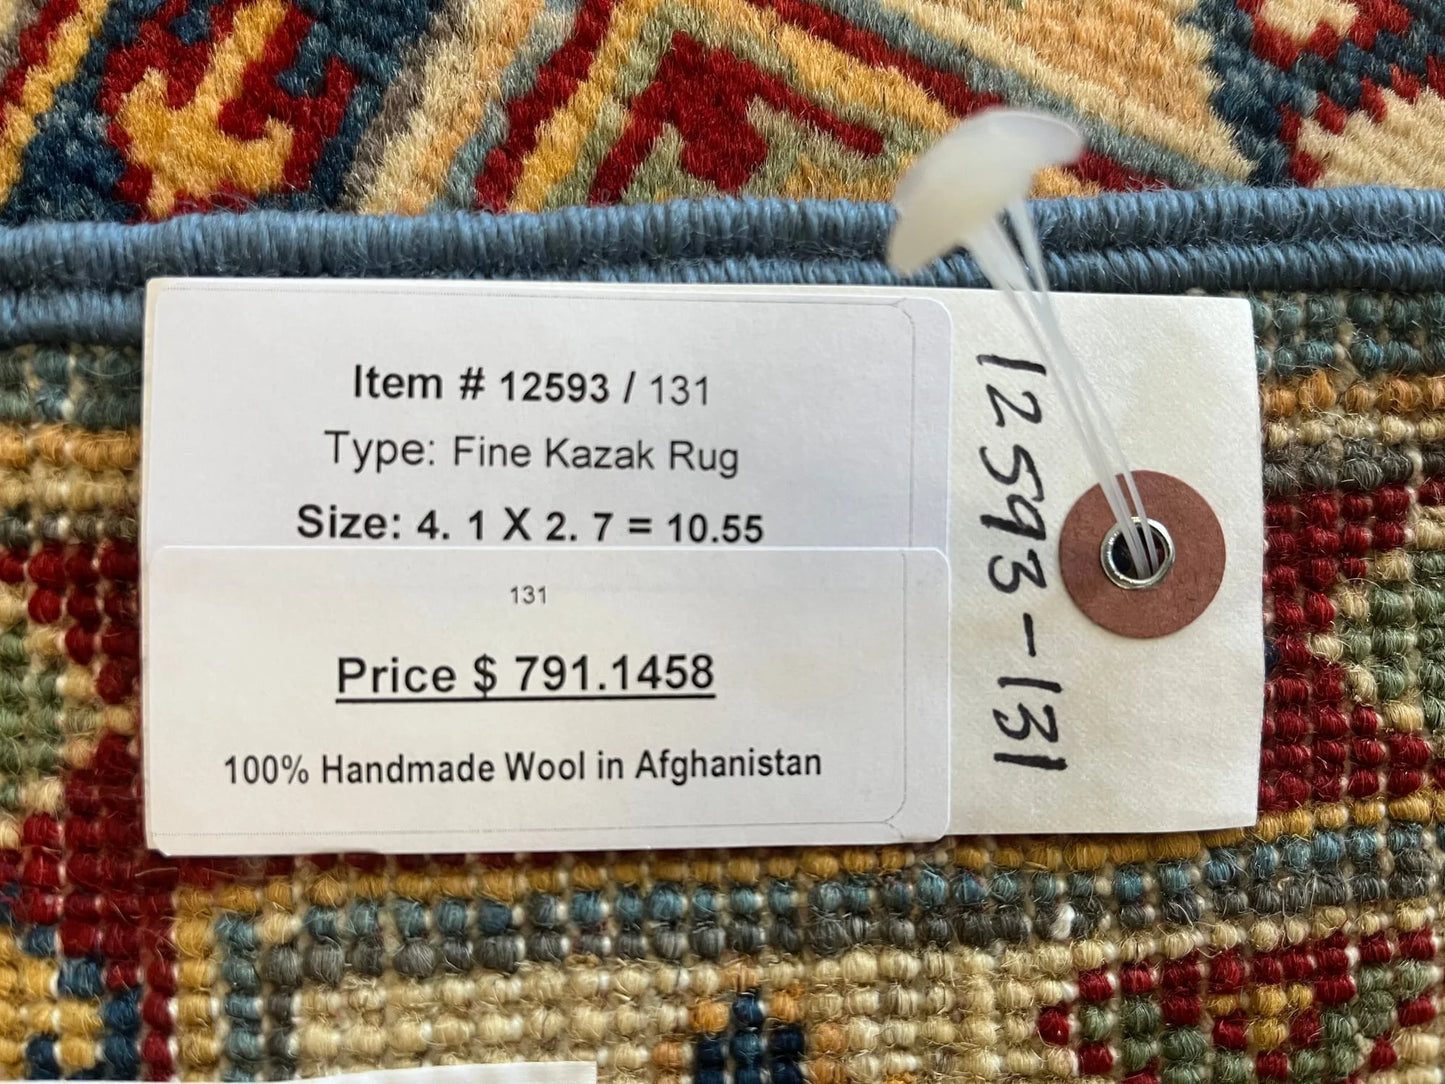 Item # 12593 / 131
Type: Fine Kazak Rug
Size: 4. 1 X 2. 7 = 10.55
131
Price $ 791.1458
100% Handmade Wool in Afghanistan
12593-131